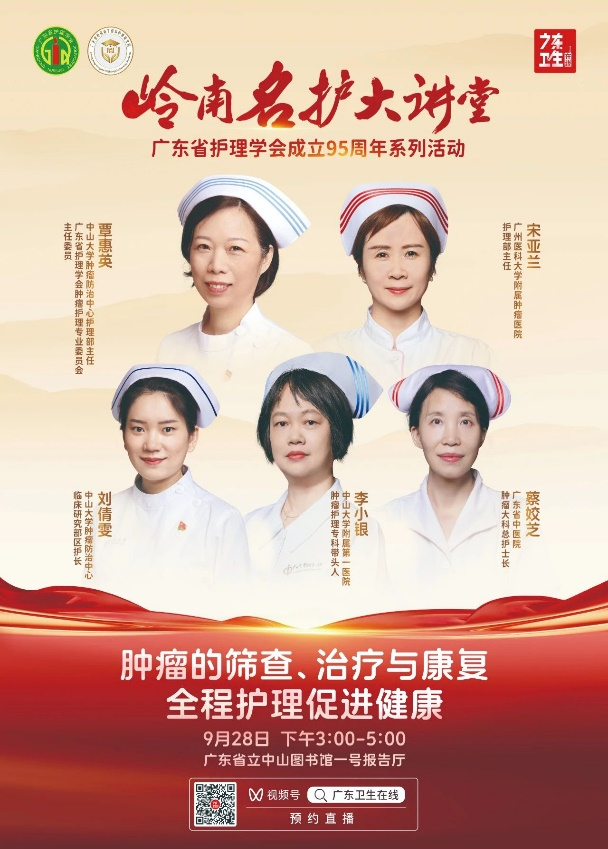 广东卫生在线
岭南名护大讲堂
广东省护理学会成立95周年系列活动
覃惠英
中山大学肿瘤防治中心护理部主任
广东省护理学会肿瘤护理专业委员会
主任委员
宋亚兰
广州医科大学附属肿瘤医院
护理部主任
刘倩雯
中山大学肿瘤防治中心
临床研究部区护长
李小银
中山大学附属第一医院
肿瘤护理专科带头人
蔡姣芝
广东省中医院
肿瘤大科总护士长
肿瘤的筛查、治疗与康复
全程护理促进健康
9月28日 下午3:00-5:00
广东省立中山图书馆一号报告厅
视频号 广东卫生在线
预约直播